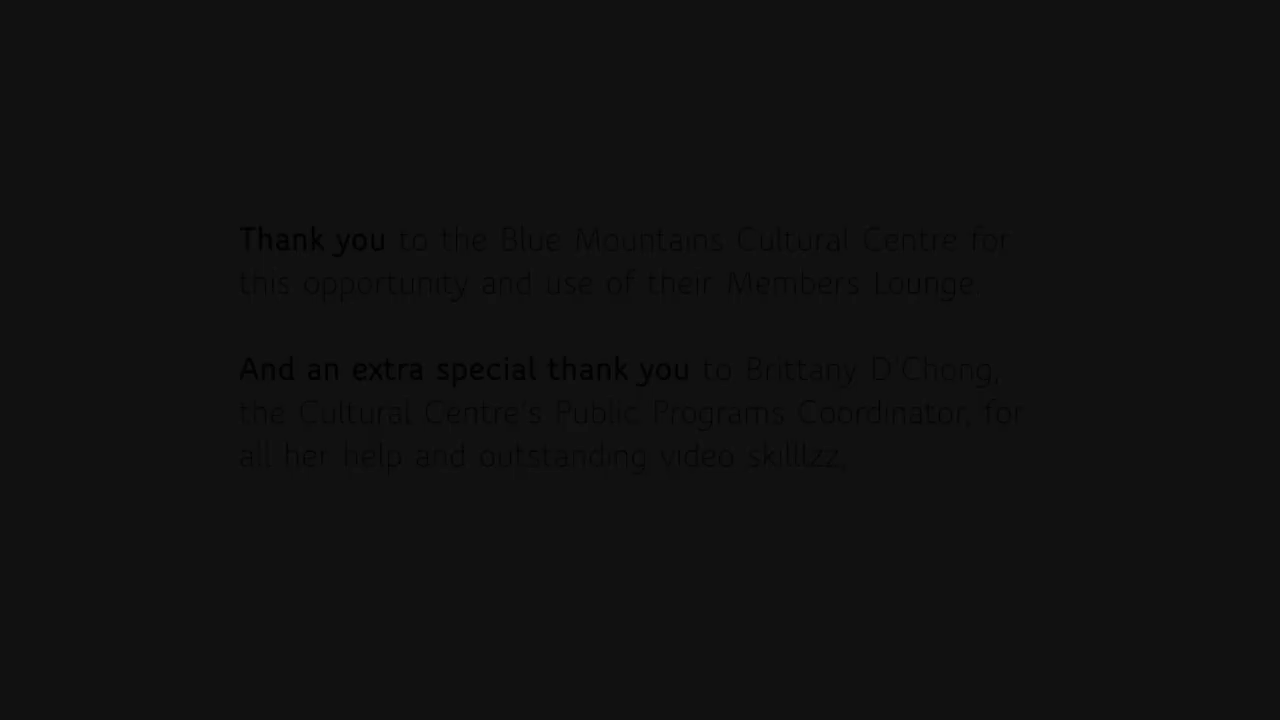 Thank you to the Blue Mountains Cultural Centre for
this opportunity and use of their Members Lounge.

And an extra special thank you to Brittany D'Chong,
the Cultural Centre's Public Programs Coordinator, for
all her help and outstanding video skilllzz.